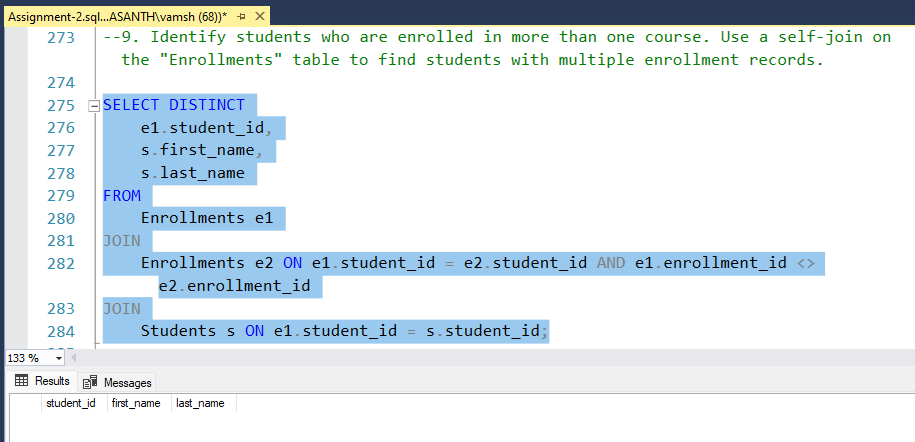 Assignment-2.sql...ASANTH\vamsh (68))*
273 --9. Identify students who are enrolled in more than one course. Use a self-join on
the "Enrollments" table to find students with multiple enrollment records.
274
275 SELECT DISTINCT
276 e1.student_id,
277 s.first_name,
278 s.last_name
279 FROM
280 Enrollments e1
281 JOIN
282 Enrollments e2 ON e1.student_id = e2.student_id AND e1.enrollment_id <>
e2.enrollment_id
283 JOIN
284 Students s ON e1.student_id = s.student_id;
133 %
Results Messages
student_id first_name last_name